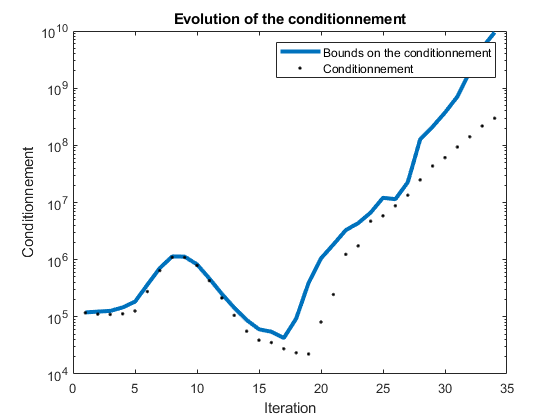 Evolution of the conditionnement
Bounds on the conditionnement
Conditionnement
10^10
10^9
10^8
10^7
10^6
10^5
10^4
Conditionnement
0 5 10 15 20 25 30 35
Iteration